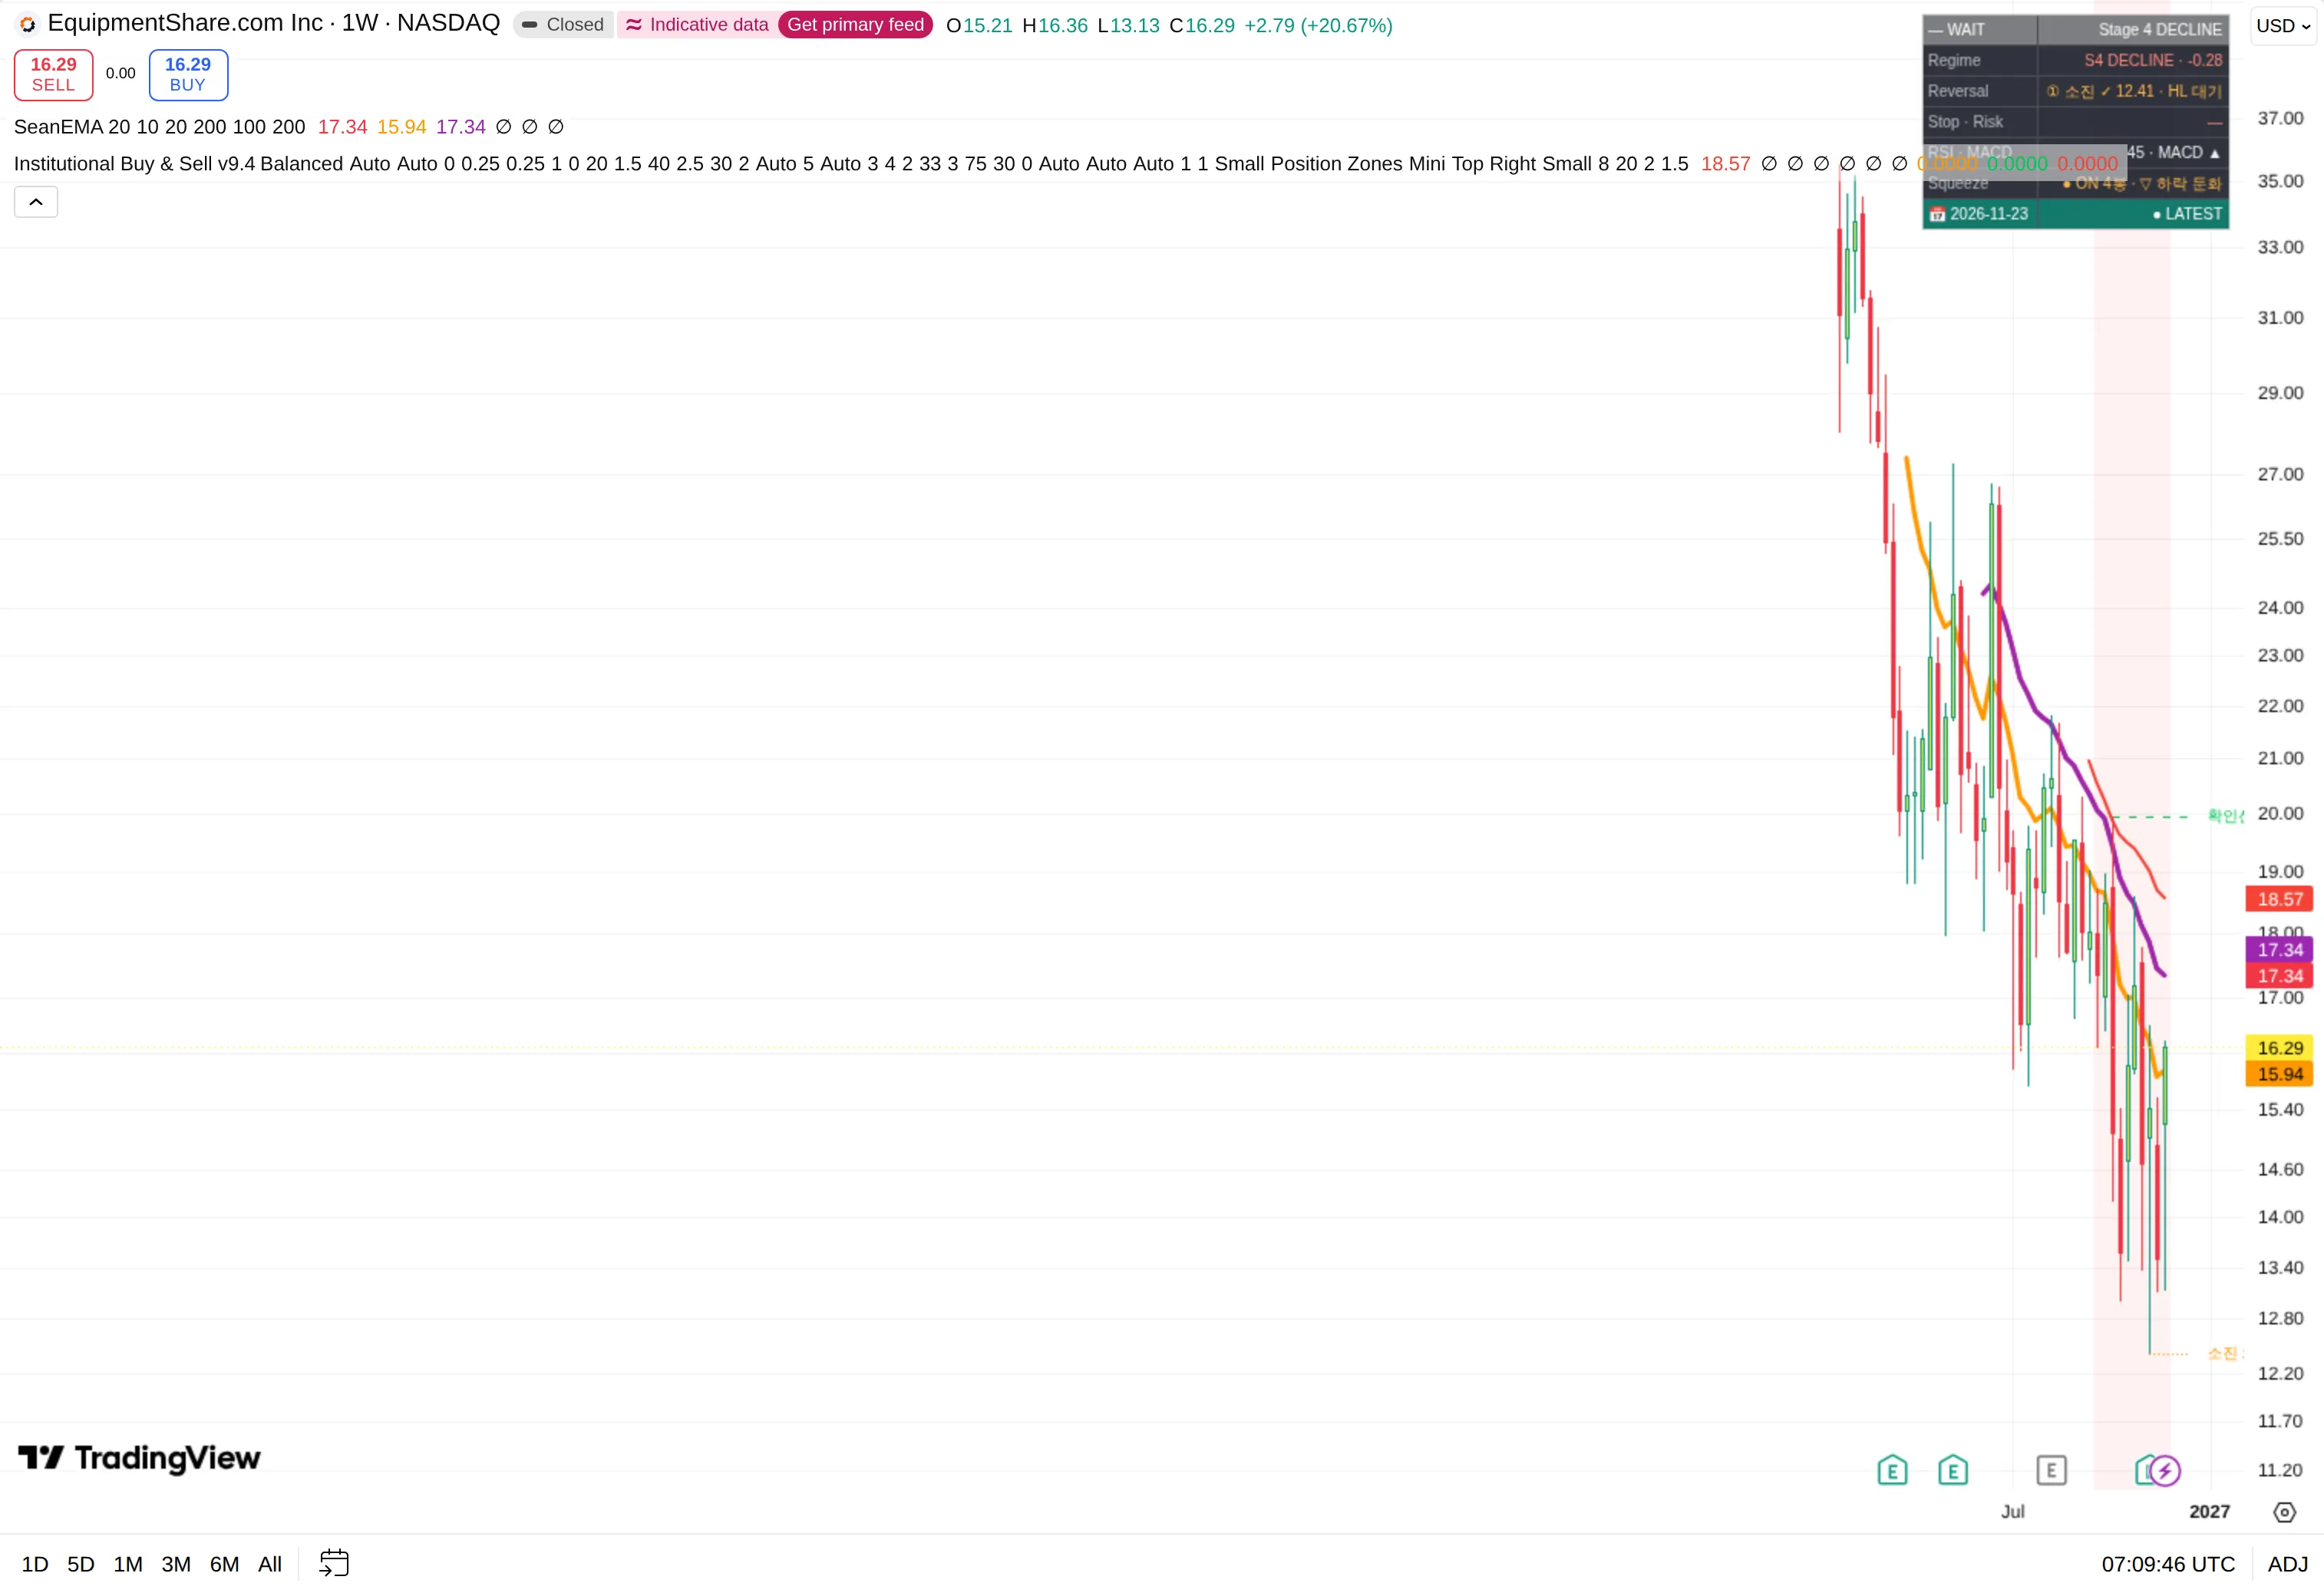 EquipmentShare.com Inc · 1W · NASDAQ Closed Indicative data Get primary feed O15.21 H16.36 L13.13 C16.29 +2.79 (+20.67%)
16.29 SELL 0.00 16.29 BUY
SeanEMA 20 10 20 200 100 200 17.34 15.94 17.34 ∅ ∅ ∅
Institutional Buy & Sell v9.4 Balanced Auto Auto 0 0.25 0.25 1 0 20 1.5 40 2.5 30 2 Auto 5 Auto 3 4 2 33 3 75 30 0 Auto Auto Auto 1 1 Small Position Zones Mini Top Right Small 8 20 2 1.5 18.57 ∅ ∅ ∅ ∅ ∅ ∅ 0.0000 0.0000 0.0000
— WAIT Stage 4 DECLINE
Regime S4 DECLINE · -0.28
Reversal ① 소진 ✓ 12.41 · HL 대기
Stop · Risk —
RSI · MACD 45 · MACD ▲
Squeeze ● ON 4봉 · ▽ 하락 둔화
📅 2026-11-23 ● LATEST
USD
37.00
35.00
33.00
31.00
29.00
27.00
25.50
24.00
23.00
22.00
21.00
20.00
19.00
18.57
18.00
17.34
17.34
17.00
16.29
15.94
15.40
14.60
14.00
13.40
12.80
12.20
11.70
11.20
소진
TradingView
E E E
Jul 2027
1D 5D 1M 3M 6M All
07:09:46 UTC ADJ